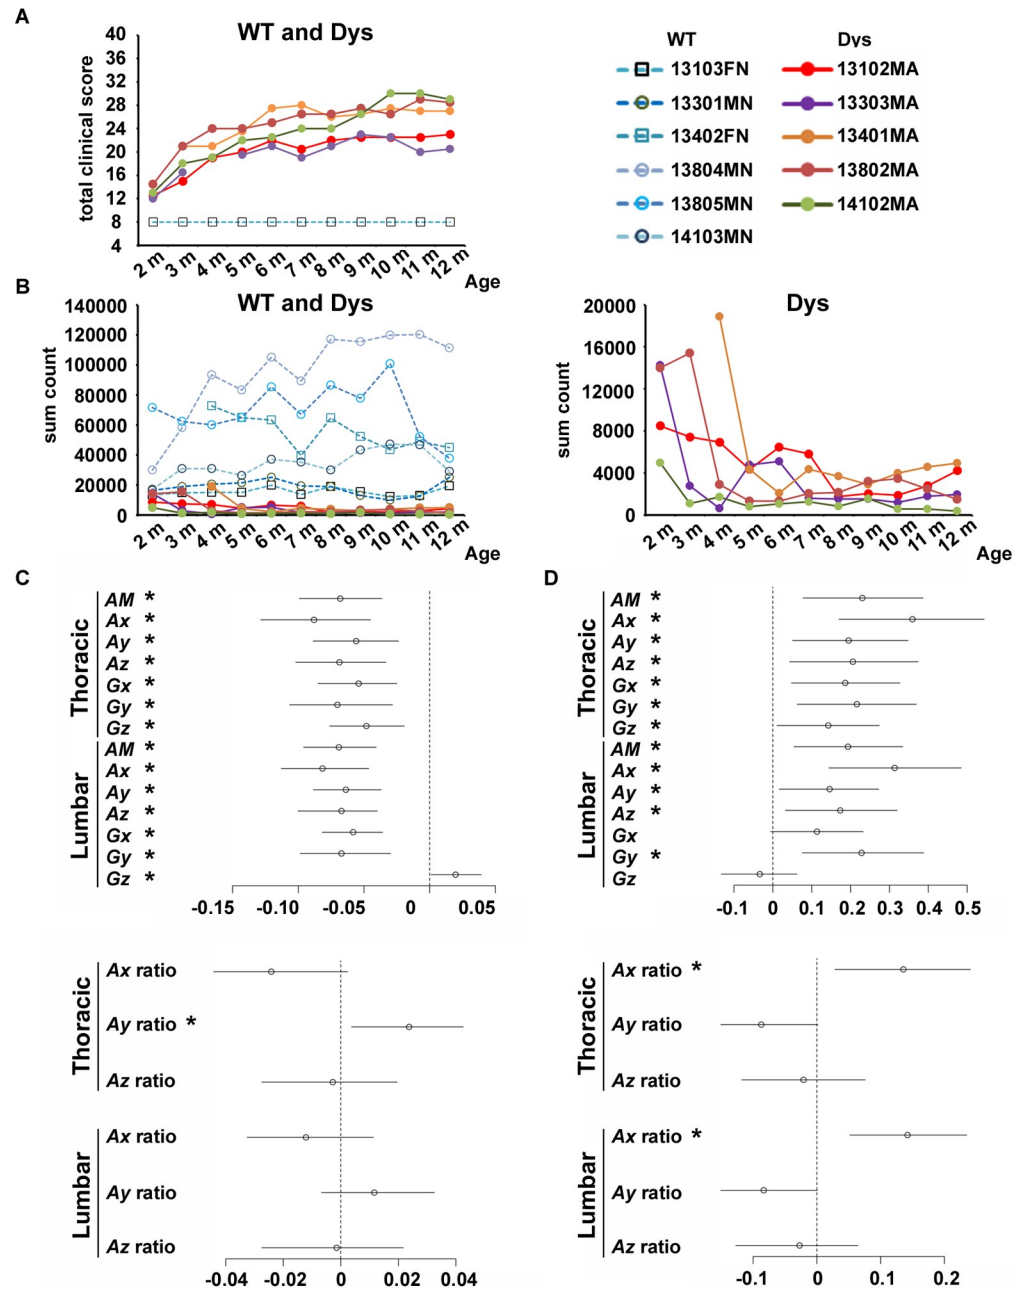 A
WT and Dys
total clinical score
40
36
32
28
24
20
16
12
8
4
2 m
3 m
4 m
5 m
6 m
7 m
8 m
9 m
10 m
11 m
12 m
Age
WT
Dys
13103FN
13102MA
13301MN
13303MA
13402FN
13401MA
13804MN
13802MA
13805MN
14102MA
14103MN
B
WT and Dys
sum count
140000
120000
100000
80000
60000
40000
20000
0
2 m
3 m
4 m
5 m
6 m
7 m
8 m
9 m
10 m
11 m
12 m
Age
Dys
sum count
20000
16000
12000
8000
4000
0
2 m
3 m
4 m
5 m
6 m
7 m
8 m
9 m
10 m
11 m
12 m
Age
C
Thoracic
AM *
Ax *
Ay *
Az *
Gx *
Gy *
Gz *
Lumbar
AM *
Ax *
Ay *
Az *
Gx *
Gy *
Gz *
-0.15 -0.10 -0.05 0 0.05
Thoracic
Ax ratio
Ay ratio *
Az ratio
Lumbar
Ax ratio
Ay ratio
Az ratio
-0.04 -0.02 0 0.02 0.04
D
Thoracic
AM *
Ax *
Ay *
Az *
Gx *
Gy *
Gz *
Lumbar
AM *
Ax *
Ay *
Az *
Gx
Gy *
Gz
-0.1 0 0.1 0.2 0.3 0.4 0.5
Thoracic
Ax ratio *
Ay ratio
Az ratio
Lumbar
Ax ratio *
Ay ratio
Az ratio
-0.1 0 0.1 0.2